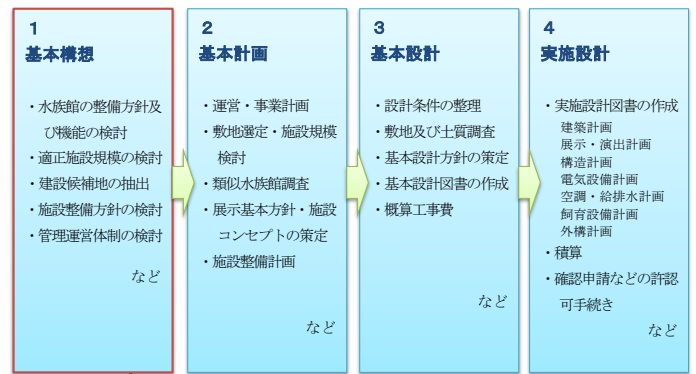 1
基本構想
・水族館の整備方針及
び機能の検討
・適正施設規模の検討
・建設候補地の抽出
・施設整備方針の検討
・管理運営体制の検討
など
2
基本計画
・運営・事業計画
・敷地選定・施設規模
検討
・類似水族館調査
・展示基本方針・施設
コンセプトの策定
・施設整備計画
など
3
基本設計
・設計条件の整理
・敷地及び土質調査
・基本設計方針の策定
・基本設計図書の作成
・概算工事費
など
4
実施設計
・実施設計図書の作成
建築計画
展示・演出計画
構造計画
電気設備計画
空調・給排水計画
飼育設備計画
外構計画
・積算
・確認申請などの許認
可手続き
など